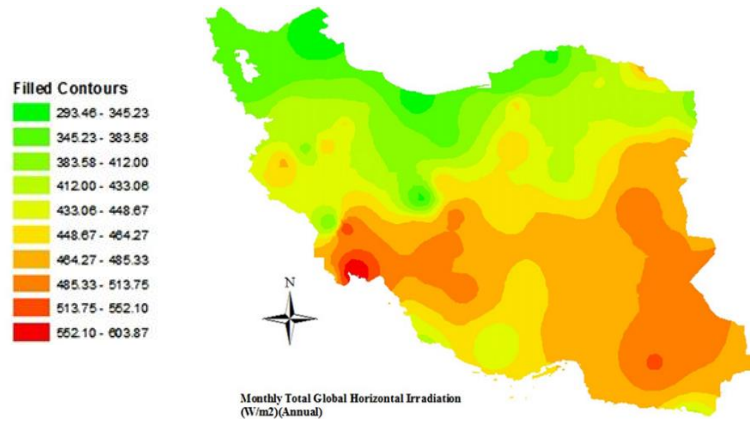 Filled Contours
293.46 - 345.23
345.23 - 383.58
383.58 - 412.00
412.00 - 433.06
433.06 - 448.67
448.67 - 464.27
464.27 - 485.33
485.33 - 513.75
513.75 - 552.10
552.10 - 603.87
N
Monthly Total Global Horizontal Irradiation
(W/m2)(Annual)